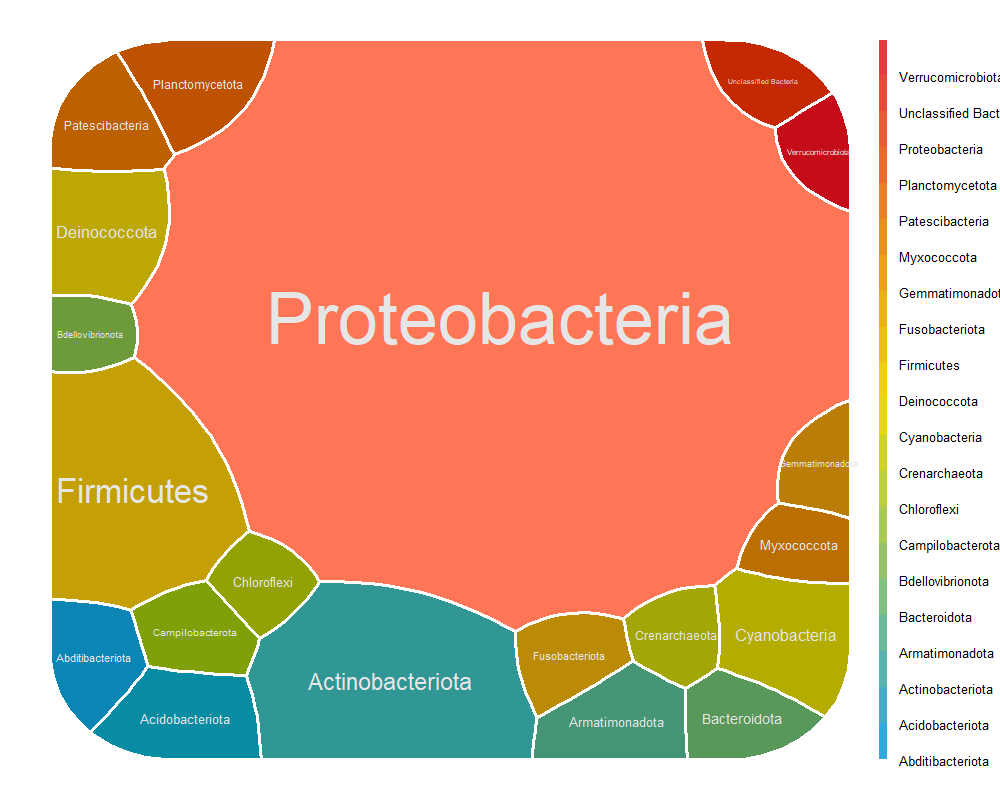 Planctomycetota
Unclassified Bacteria
Patescibacteria
Verrucomicrobiota
Deinococcota
Proteobacteria
Bdellovibrionota
Gemmatimonadota
Firmicutes
Myxococcota
Chloroflexi
Campilobacterota
Crenarchaeota
Cyanobacteria
Abditibacteriota
Fusobacteriota
Actinobacteriota
Acidobacteriota
Armatimonadota
Bacteroidota
Verrucomicrobiota
Unclassified Bact
Proteobacteria
Planctomycetota
Patescibacteria
Myxococcota
Gemmatimonadot
Fusobacteriota
Firmicutes
Deinococcota
Cyanobacteria
Crenarchaeota
Chloroflexi
Campilobacterota
Bdellovibrionota
Bacteroidota
Armatimonadota
Actinobacteriota
Acidobacteriota
Abditibacteriota